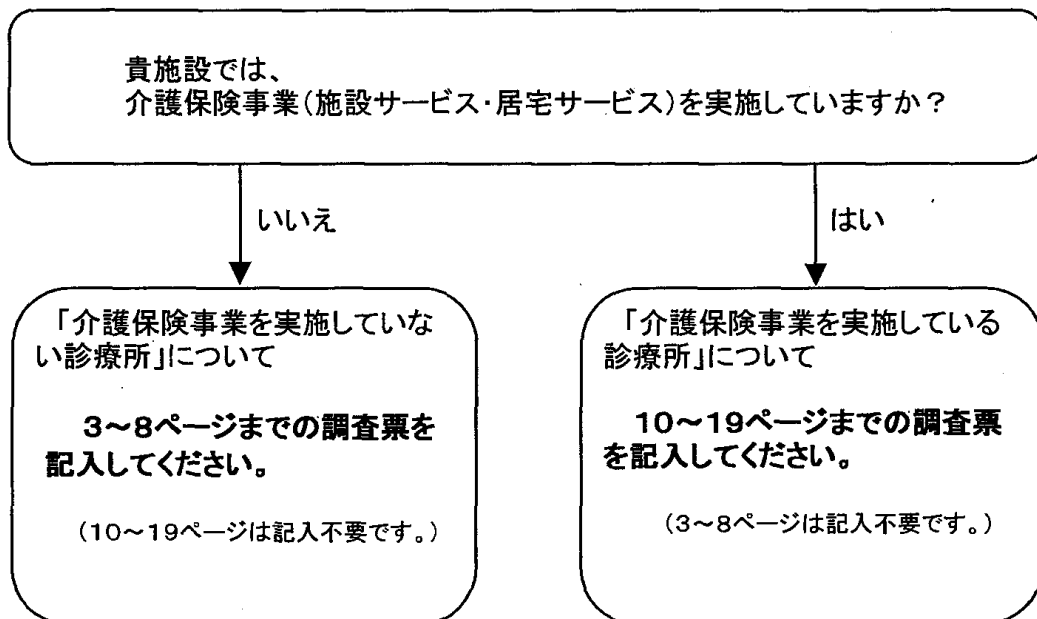 貴施設では、
介護保険事業(施設サービス・居宅サービス)を実施していますか？
いいえ
はい
「介護保険事業を実施していな
い診療所」について
3～8ページまでの調査票を
記入してください。
(10～19ページは記入不要です。)
「介護保険事業を実施している
診療所」について
10～19ページまでの調査票
を記入してください。
(3～8ページは記入不要です。)